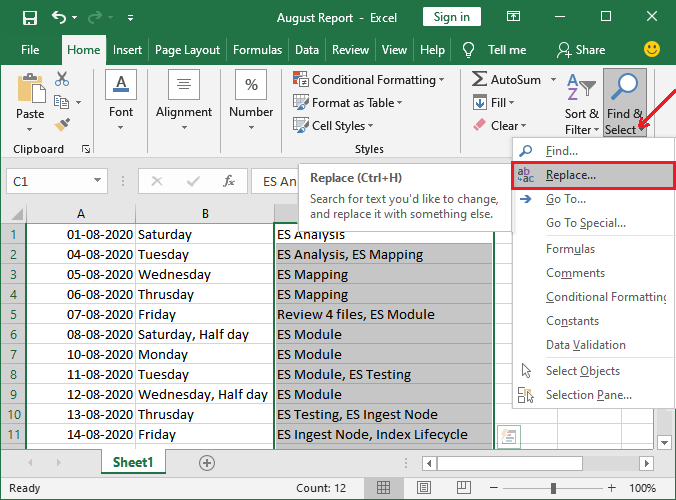 August Report - Excel
Sign in
File Home Insert Page Layout Formulas Data Review View Tell me Share
Paste
Clipboard
Font
Alignment
%
Number
Conditional Formatting
Format as Table
Cell Styles
Styles
AutoSum
Fill
Clear
Sort &
Filter
Find &
Select
Find...
Replace...
Go To...
Go To Special...
Formulas
Comments
Conditional Formatting
Constants
Data Validation
Select Objects
Selection Pane...
C1 fx ES An
Replace (Ctrl+H)
Search for text you'd like to change,
and replace it with something else.
A B
1 01-08-2020 Saturday ES Analysis
2 04-08-2020 Tuesday ES Analysis, ES Mapping
3 05-08-2020 Wednesday ES Mapping
4 06-08-2020 Thrusday ES Mapping
5 07-08-2020 Friday Review 4 files, ES Module
6 08-08-2020 Saturday, Half day ES Module
7 10-08-2020 Monday ES Module
8 11-08-2020 Tuesday ES Module, ES Testing
9 12-08-2020 Wednesday, Half day ES Module
10 13-08-2020 Thrusday ES Testing, ES Ingest Node
11 14-08-2020 Friday ES Ingest Node, Index Lifecycle
Sheet1
Ready Count: 12 100%